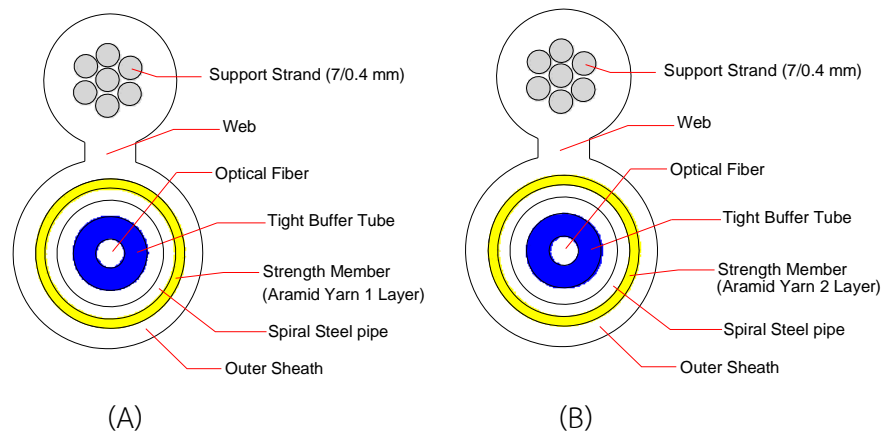 Support Strand (7/0.4 mm)
Web
Optical Fiber
Tight Buffer Tube
Strength Member
(Aramid Yarn 1 Layer)
Spiral Steel pipe
Outer Sheath
(A)
Support Strand (7/0.4 mm)
Web
Optical Fiber
Tight Buffer Tube
Strength Member
(Aramid Yarn 2 Layer)
Spiral Steel pipe
Outer Sheath
(B)